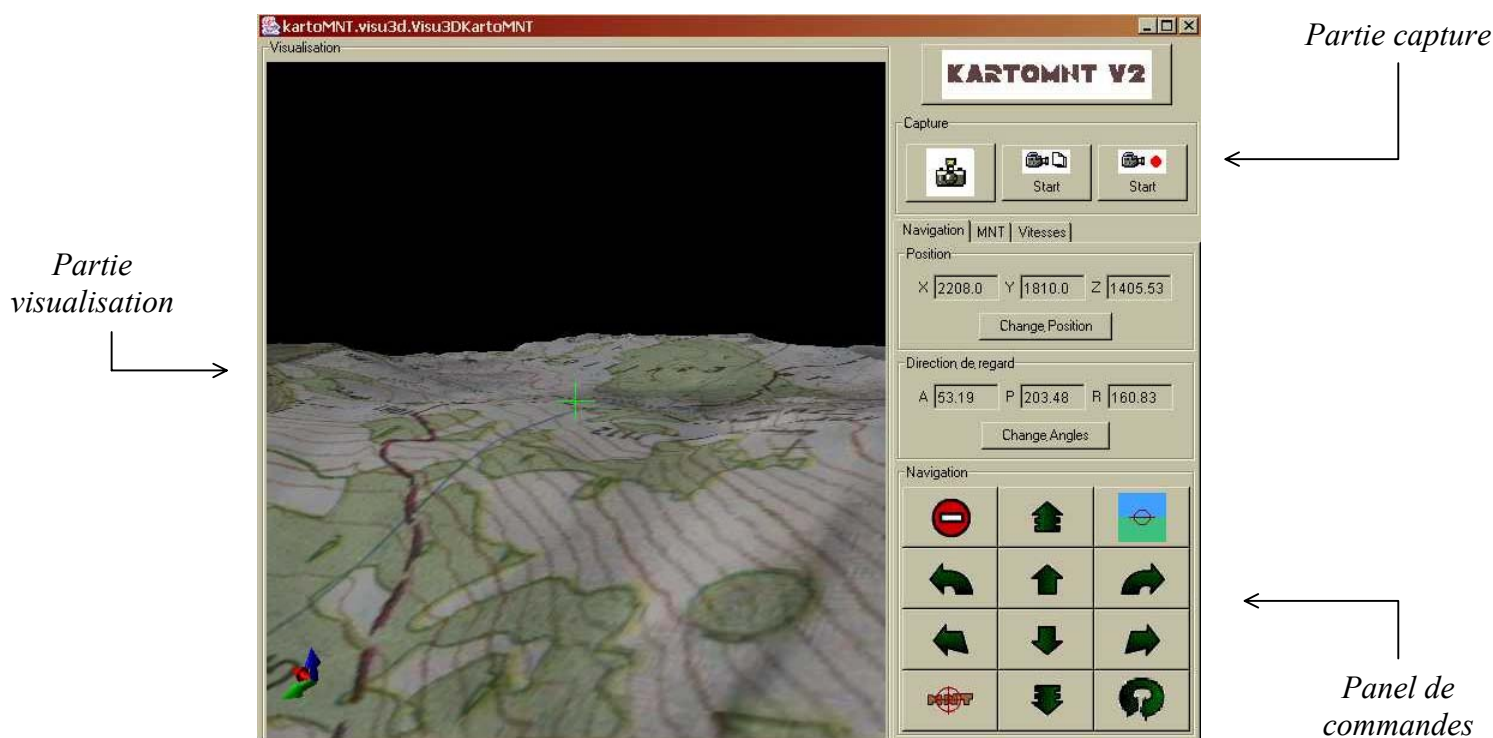 kartoMNT.visu3d.Visu3DKartoMNT
Partie capture
Visualisation
KARTOMNT V2
Capture
Start
Start
Navigation
MNT
Vitesses
Position
Partie
visualisation
X 2208.0 Y 1810.0 Z 1405.53
Change Position
Direction de regard
A 53.19 P 203.48 R 160.83
Change Angles
Navigation
MNT
Panel de
commandes